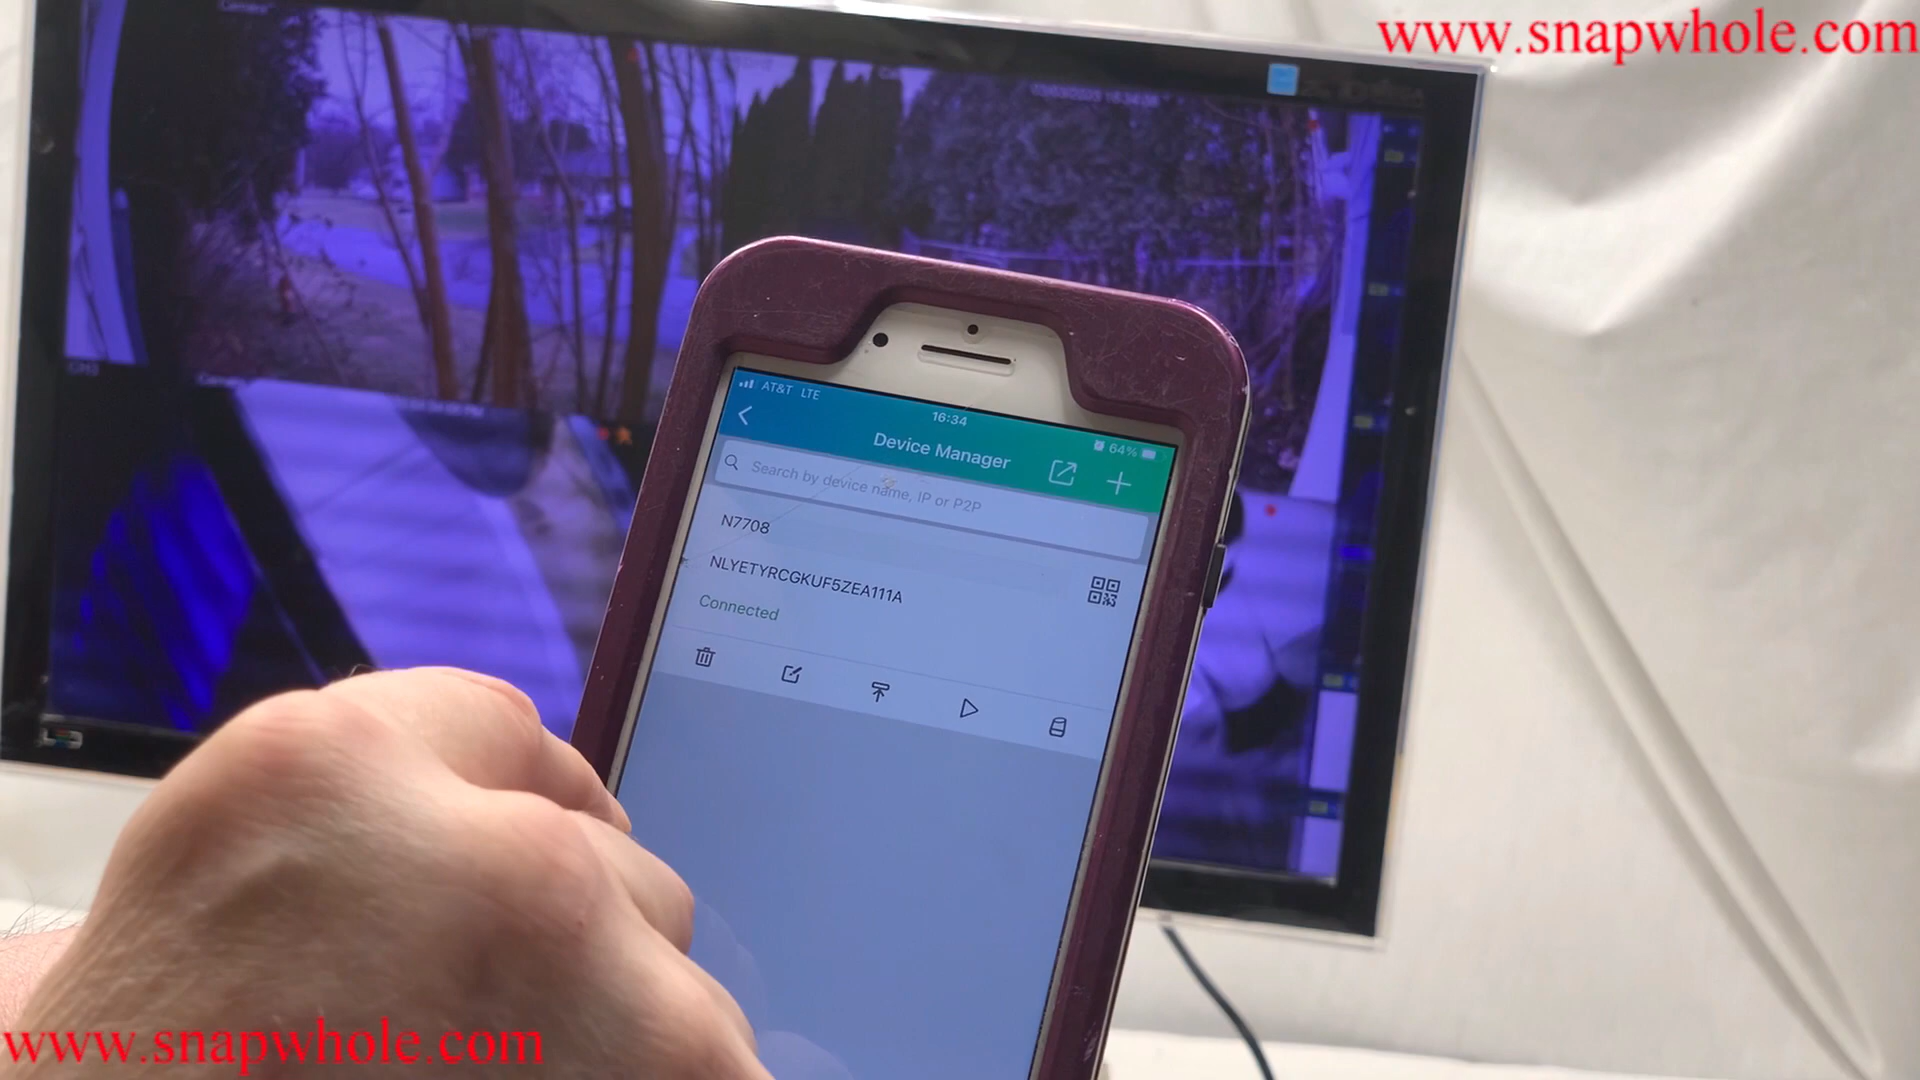 www.snapwhole.com
AT&T LTE
16:34
64%
Device Manager
Search by device name, IP or P2P
N7708
NLYETYRCGKUF5ZEA111A
Connected
www.snapwhole.com